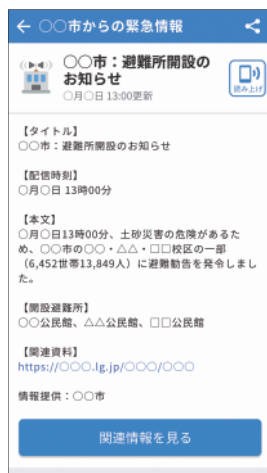 ○○市からの緊急情報
○○市：避難所開設の
お知らせ
○月○日 13:00更新
読み上げ
【タイトル】
○○市：避難所開設のお知らせ
【配信時刻】
○月○日 13時00分
【本文】
○月○日13時00分、土砂災害の危険があるた
め、○○市の○○・△△・□□校区の一部
（6,452世帯13,849人）に避難勧告を発令しまし
た。
【開設避難所】
○○公民館、△△公民館、□□公民館
【関連資料】
https://○○○.lg.jp/○○○/○○○
情報提供：○○市
関連情報を見る